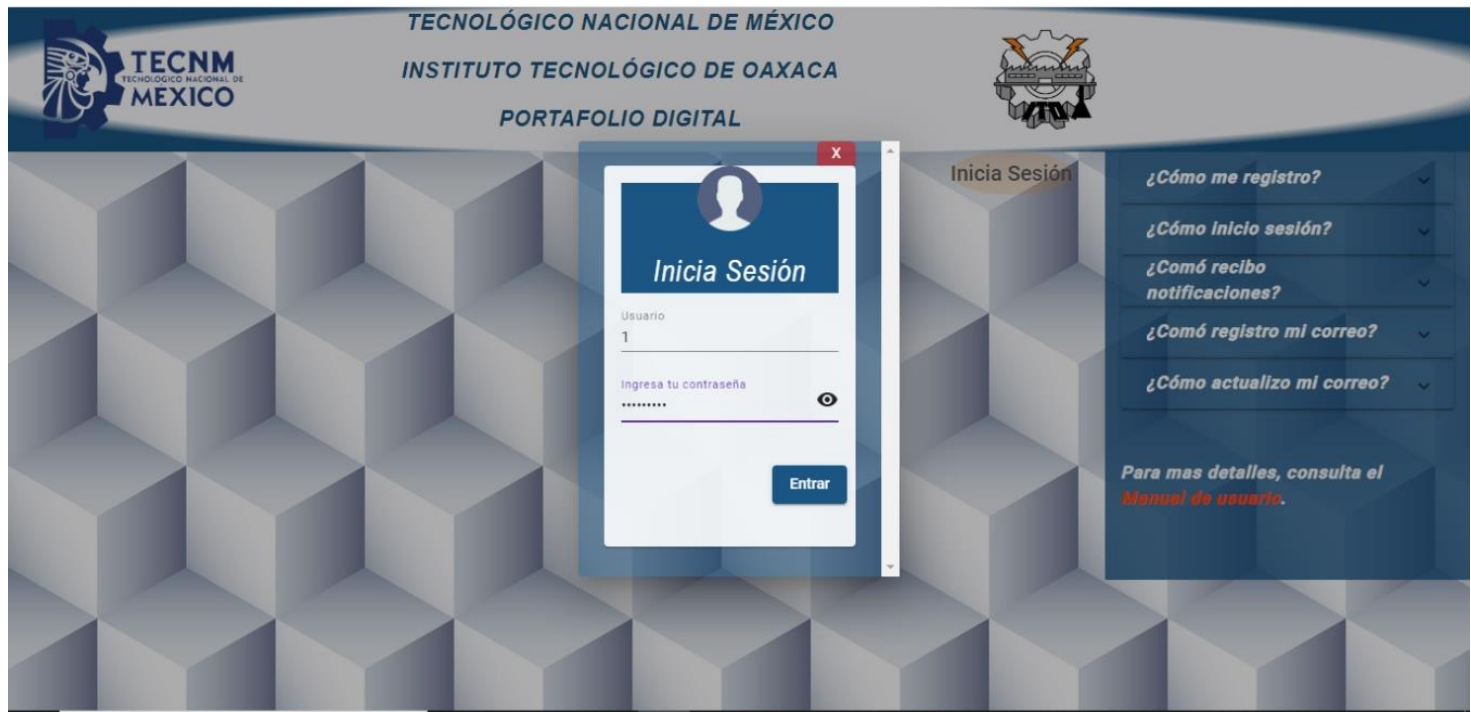 TECNOLÓGICO NACIONAL DE MÉXICO
INSTITUTO TECNOLÓGICO DE OAXACA
PORTAFOLIO DIGITAL
TECNM
TECNOLÓGICO NACIONAL DE
MÉXICO
ITO
X
Inicia Sesión
Usuario
1
Ingresa tu contraseña
•••••••••
Entrar
Inicia Sesión
¿Cómo me registro?
¿Cómo inicio sesión?
¿Comó recibo
notificaciones?
¿Comó registro mi correo?
¿Cómo actualizo mi correo?
Para mas detalles, consulta el
Manual de usuario.